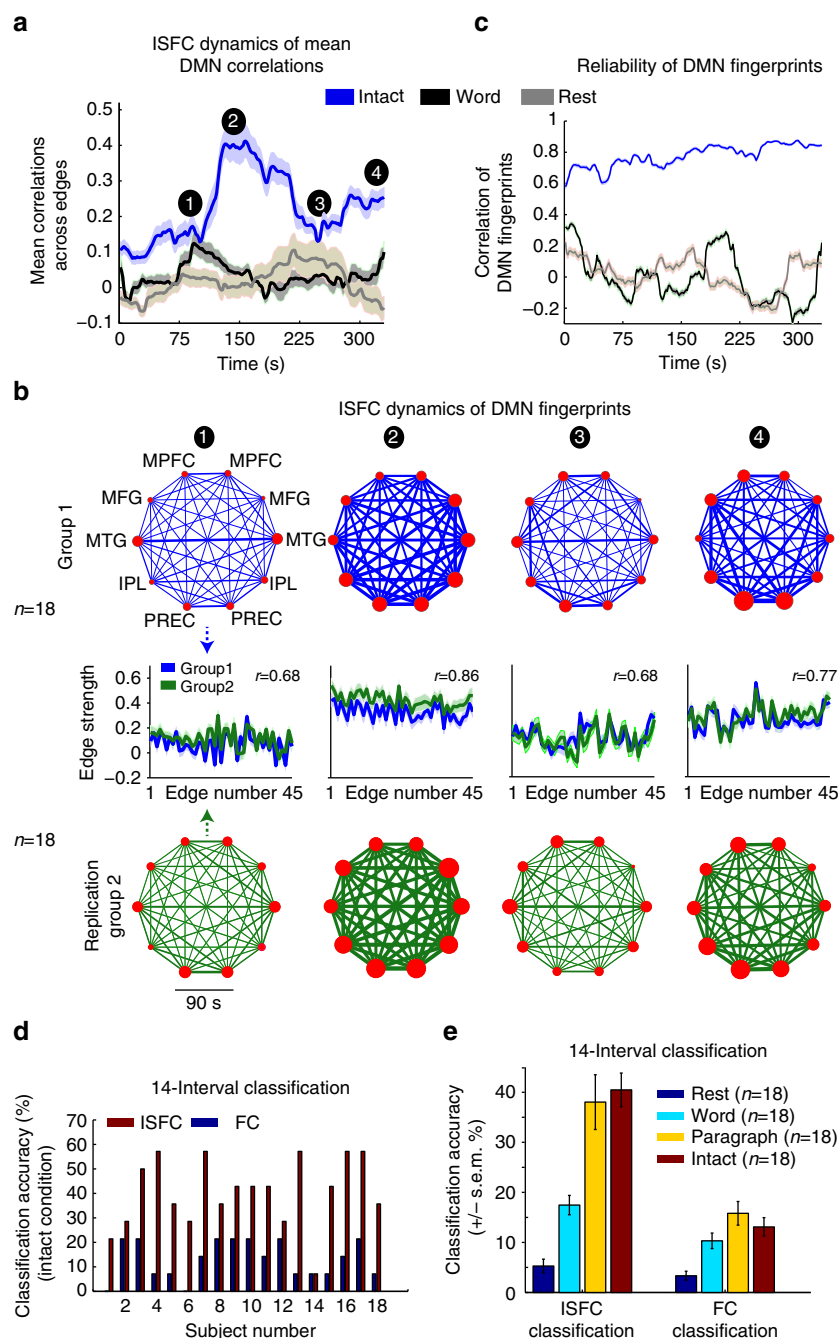 a
ISFC dynamics of mean
DMN correlations
c
Reliability of DMN fingerprints
Intact
Word
Rest
Mean correlations
across edges
0.5
0.4
0.3
0.2
0.1
0
−0.1
1
2
3
4
0
75
150
225
300
Time (s)
Correlation of
DMN fingerprints
1
0.8
0.6
0.4
0.2
0
−0.2
0
75
150
225
300
Time (s)
b
ISFC dynamics of DMN fingerprints
1
2
3
4
Group 1
MPFC
MPFC
MFG
MFG
MTG
MTG
IPL
IPL
PREC
PREC
n=18
Edge strength
0.6
0.4
0.2
0
−0.2
Group1
Group2
r=0.68
r=0.86
r=0.68
r=0.77
1 Edge number 45
1 Edge number 45
1 Edge number 45
1 Edge number 45
n=18
Replication
group 2
90 s
d
14-Interval classification
ISFC
FC
Classification accuracy (%)
(intact condition)
70
60
50
40
30
20
10
0
2
4
6
8
10
12
14
16
18
Subject number
e
14-Interval classification
Rest (n=18)
Word (n=18)
Paragraph (n=18)
Intact (n=18)
Classification accuracy
(+/− s.e.m. %)
40
30
20
10
0
ISFC
classification
FC
classification